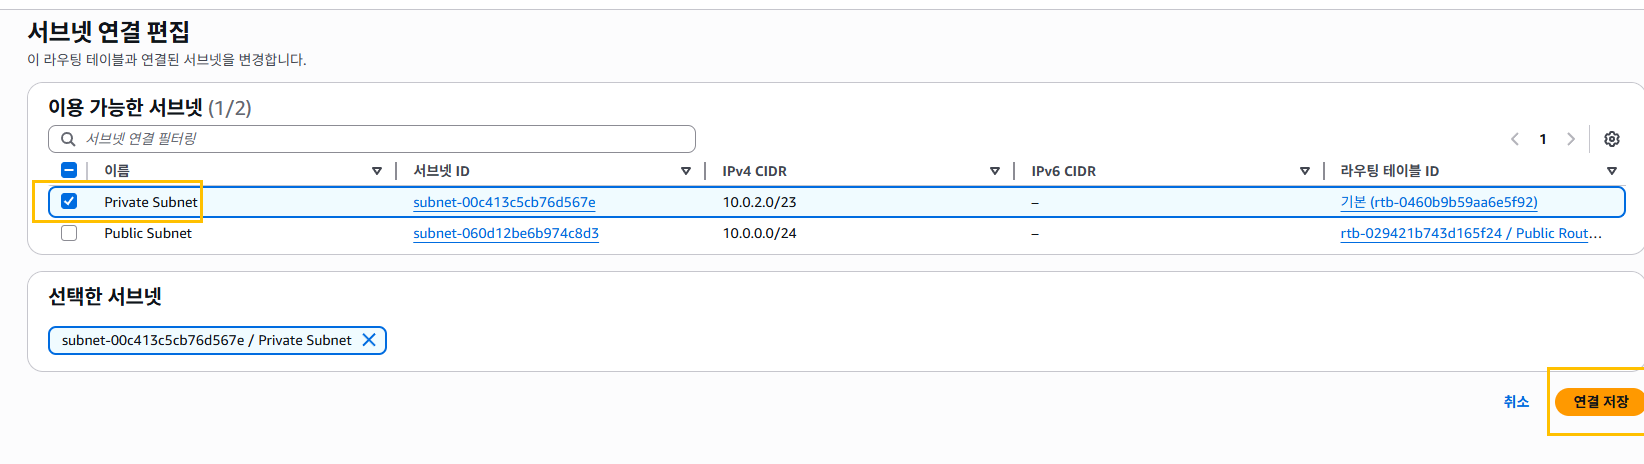 서브넷 연결 편집
이 라우팅 테이블과 연결된 서브넷을 변경합니다.
이용 가능한 서브넷 (1/2)
서브넷 연결 필터링
1
이름 서브넷 ID IPv4 CIDR IPv6 CIDR 라우팅 테이블 ID
Private Subnet subnet-00c413c5cb76d567e 10.0.2.0/23 – 기본 (rtb-0460b9b59aa6e5f92)
Public Subnet subnet-060d12be6b974c8d3 10.0.0.0/24 – rtb-029421b743d165f24 / Public Rout...
선택한 서브넷
subnet-00c413c5cb76d567e / Private Subnet
취소 연결 저장